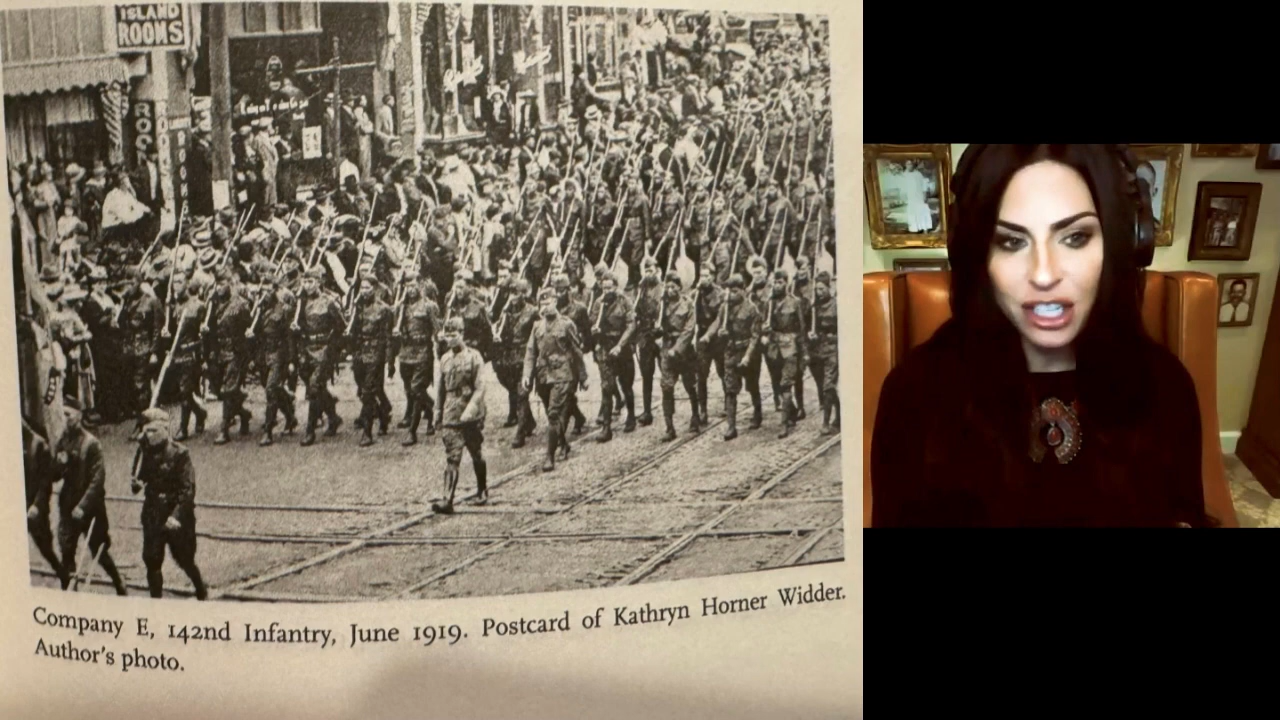 ISLAND
ROOMS
Company E, 142nd Infantry, June 1919. Postcard of Kathryn Horner Widder.
Author's photo.